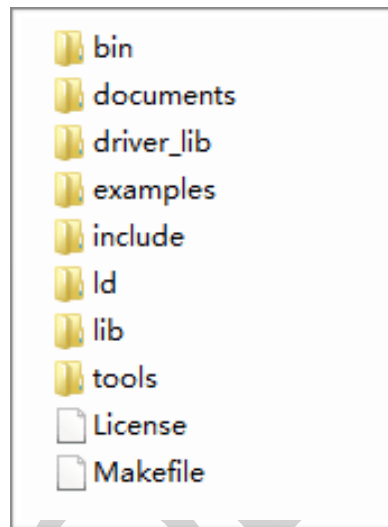 bin
documents
driver_lib
examples
include
ld
lib
tools
License
Makefile